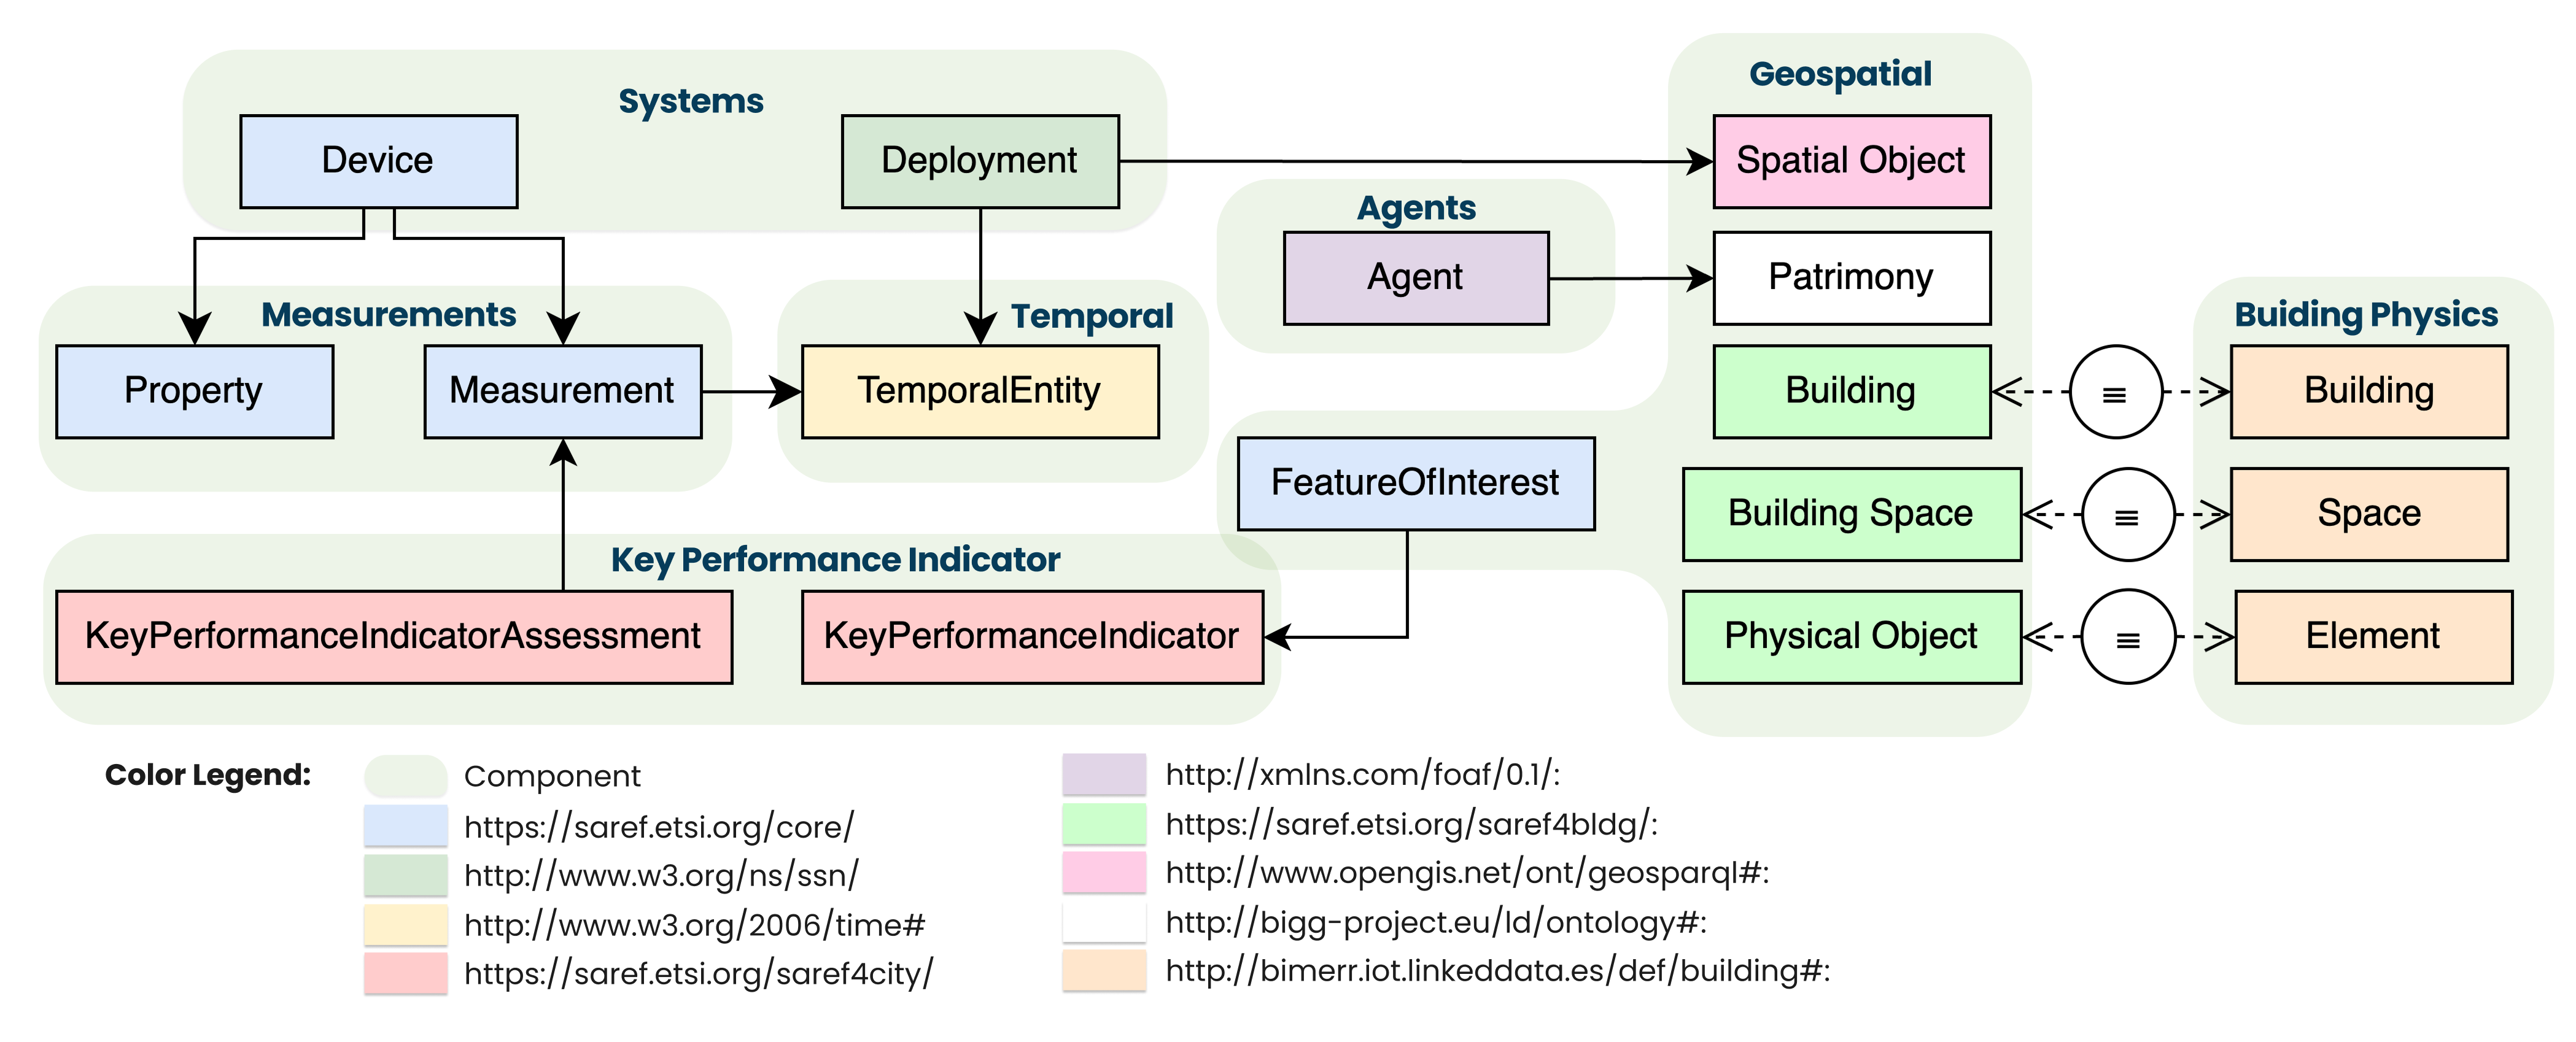 Systems
Device
Deployment
Geospatial
Spatial Object
Agents
Agent
Patrimony
Measurements
Property
Measurement
Temporal
TemporalEntity
Building
≡
Buiding Physics
Building
FeatureOfInterest
Building Space
≡
Space
Key Performance Indicator
KeyPerformanceIndicatorAssessment
KeyPerformanceIndicator
Physical Object
≡
Element
Color Legend:
Component
https://saref.etsi.org/core/
http://www.w3.org/ns/ssn/
http://www.w3.org/2006/time#
https://saref.etsi.org/saref4city/
http://xmlns.com/foaf/0.1/:
https://saref.etsi.org/saref4bldg/:
http://www.opengis.net/ont/geosparql#:
http://bigg-project.eu/ld/ontology#:
http://bimerr.iot.linkeddata.es/def/building#: